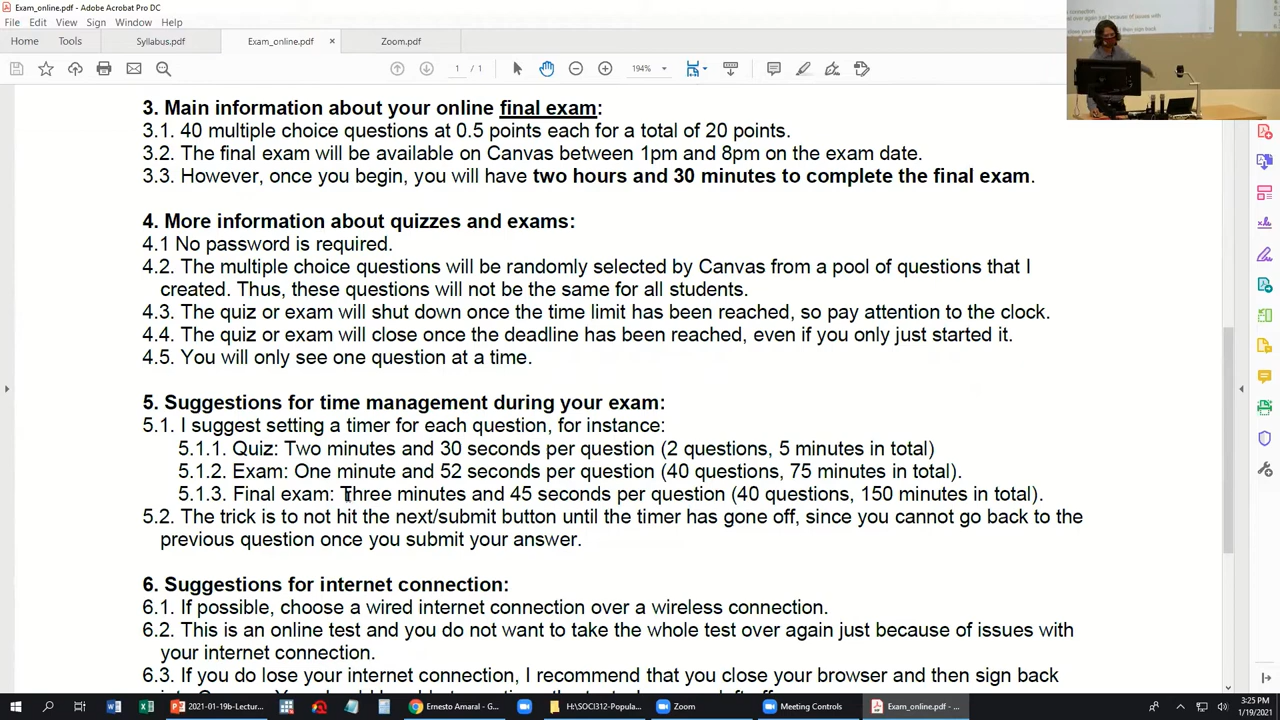 Exam_online.pdf - Adobe Acrobat Pro DC
File Edit View Sign Window Help
Home Tools Syllabus.pdf Exam_online.pdf × Zoom.pdf
1 / 1 194%
3. Main information about your online final exam:
3.1. 40 multiple choice questions at 0.5 points each for a total of 20 points.
3.2. The final exam will be available on Canvas between 1pm and 8pm on the exam date.
3.3. However, once you begin, you will have two hours and 30 minutes to complete the final exam.
4. More information about quizzes and exams:
4.1 No password is required.
4.2. The multiple choice questions will be randomly selected by Canvas from a pool of questions that I
created. Thus, these questions will not be the same for all students.
4.3. The quiz or exam will shut down once the time limit has been reached, so pay attention to the clock.
4.4. The quiz or exam will close once the deadline has been reached, even if you only just started it.
4.5. You will only see one question at a time.
5. Suggestions for time management during your exam:
5.1. I suggest setting a timer for each question, for instance:
5.1.1. Quiz: Two minutes and 30 seconds per question (2 questions, 5 minutes in total)
5.1.2. Exam: One minute and 52 seconds per question (40 questions, 75 minutes in total).
5.1.3. Final exam: Three minutes and 45 seconds per question (40 questions, 150 minutes in total).
5.2. The trick is to not hit the next/submit button until the timer has gone off, since you cannot go back to the
previous question once you submit your answer.
6. Suggestions for internet connection:
6.1. If possible, choose a wired internet connection over a wireless connection.
6.2. This is an online test and you do not want to take the whole test over again just because of issues with
your internet connection.
6.3. If you do lose your internet connection, I recommend that you close your browser and then sign back
2021-01-19b-Lectur... Ernesto Amaral - G... H:\SOCI312-Popula... Zoom Meeting Controls Exam_online.pdf - ...
3:25 PM
1/19/2021